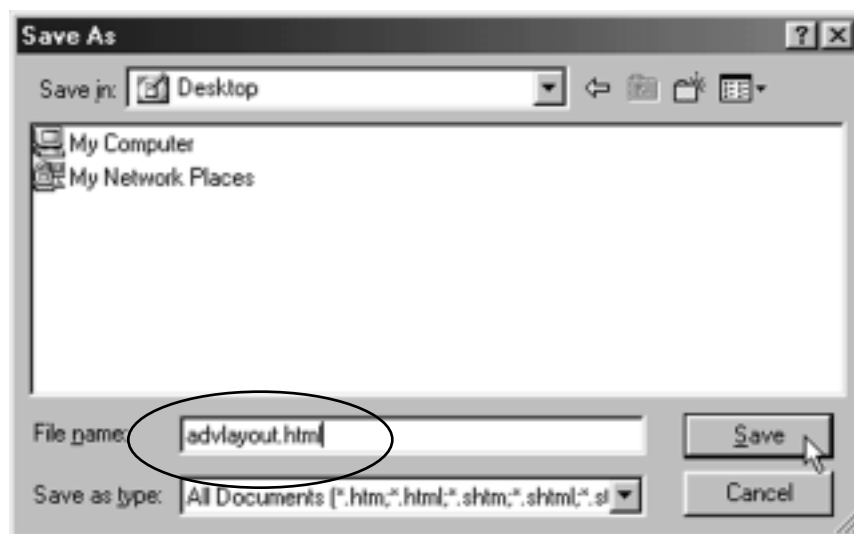 Save As
Save in: Desktop
My Computer
My Network Places
File name: advlayout.html Save
Save as type: All Documents (*.htm;*.html;*.shtm;*.shtml;*.st Cancel